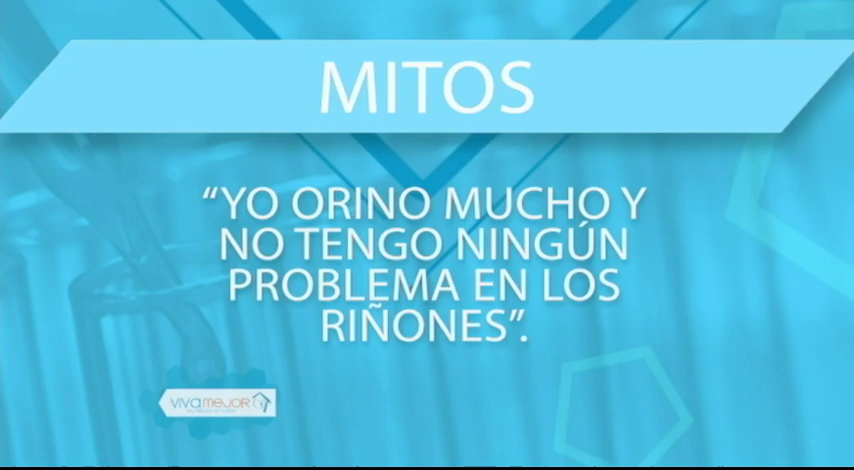 MITOS
“YO ORINO MUCHO Y
NO TENGO NINGÚN
PROBLEMA EN LOS
RIÑONES”.
vivamejor